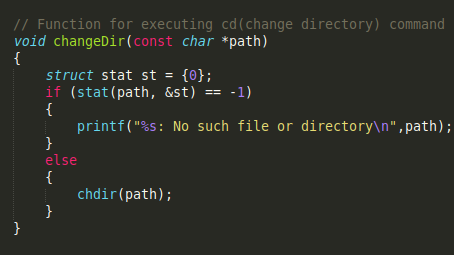 // Function for executing cd(change directory) command
void changeDir(const char *path)
{
    struct stat st = {0};
    if (stat(path, &st) == -1)
    {
        printf("%s: No such file or directory\n",path);
    }
    else
    {
        chdir(path);
    }
}